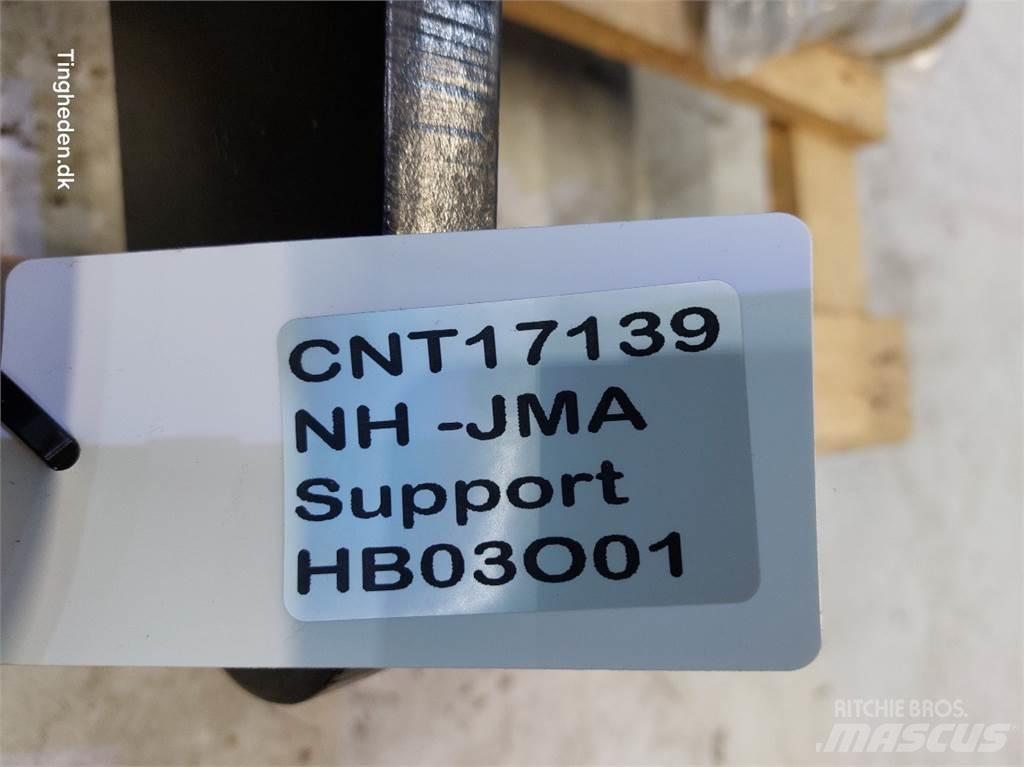 Tingheden.dk
CNT17139
NH -JMA
Support
HB03O01
RITCHIE BROS.
MASCUS